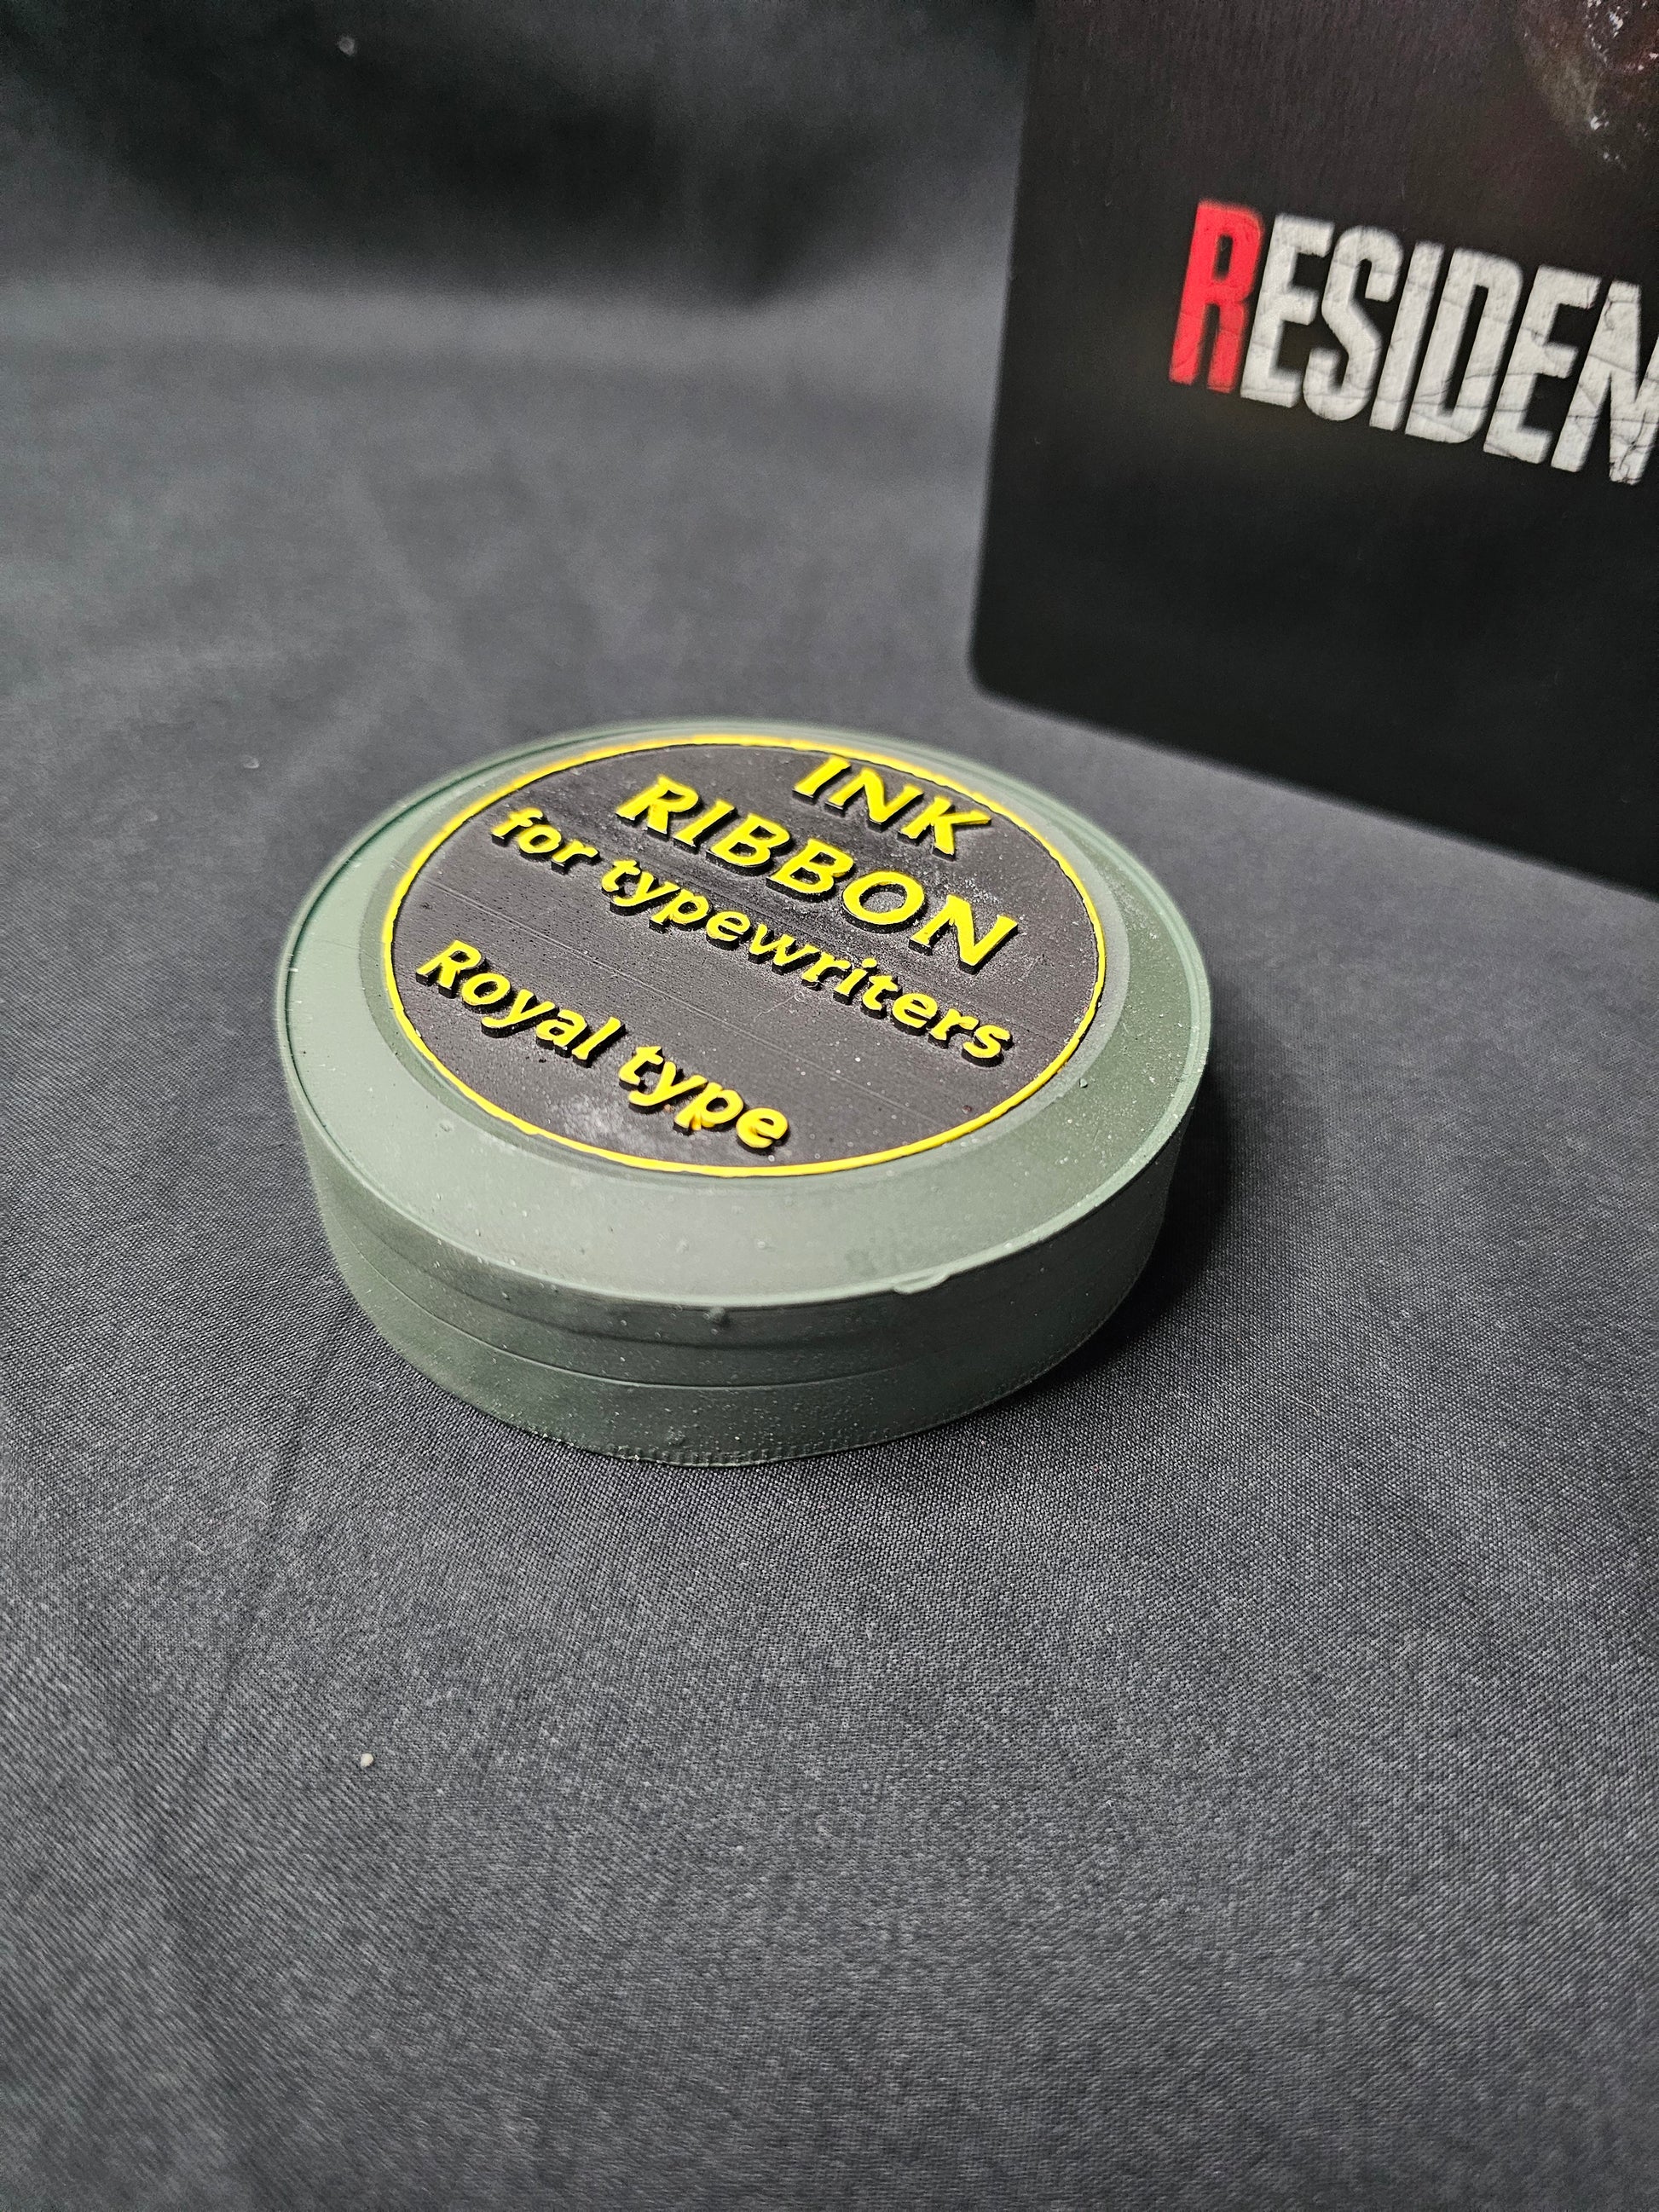 RESIDEN
INK
RIBBON
for typewriters
Royal type